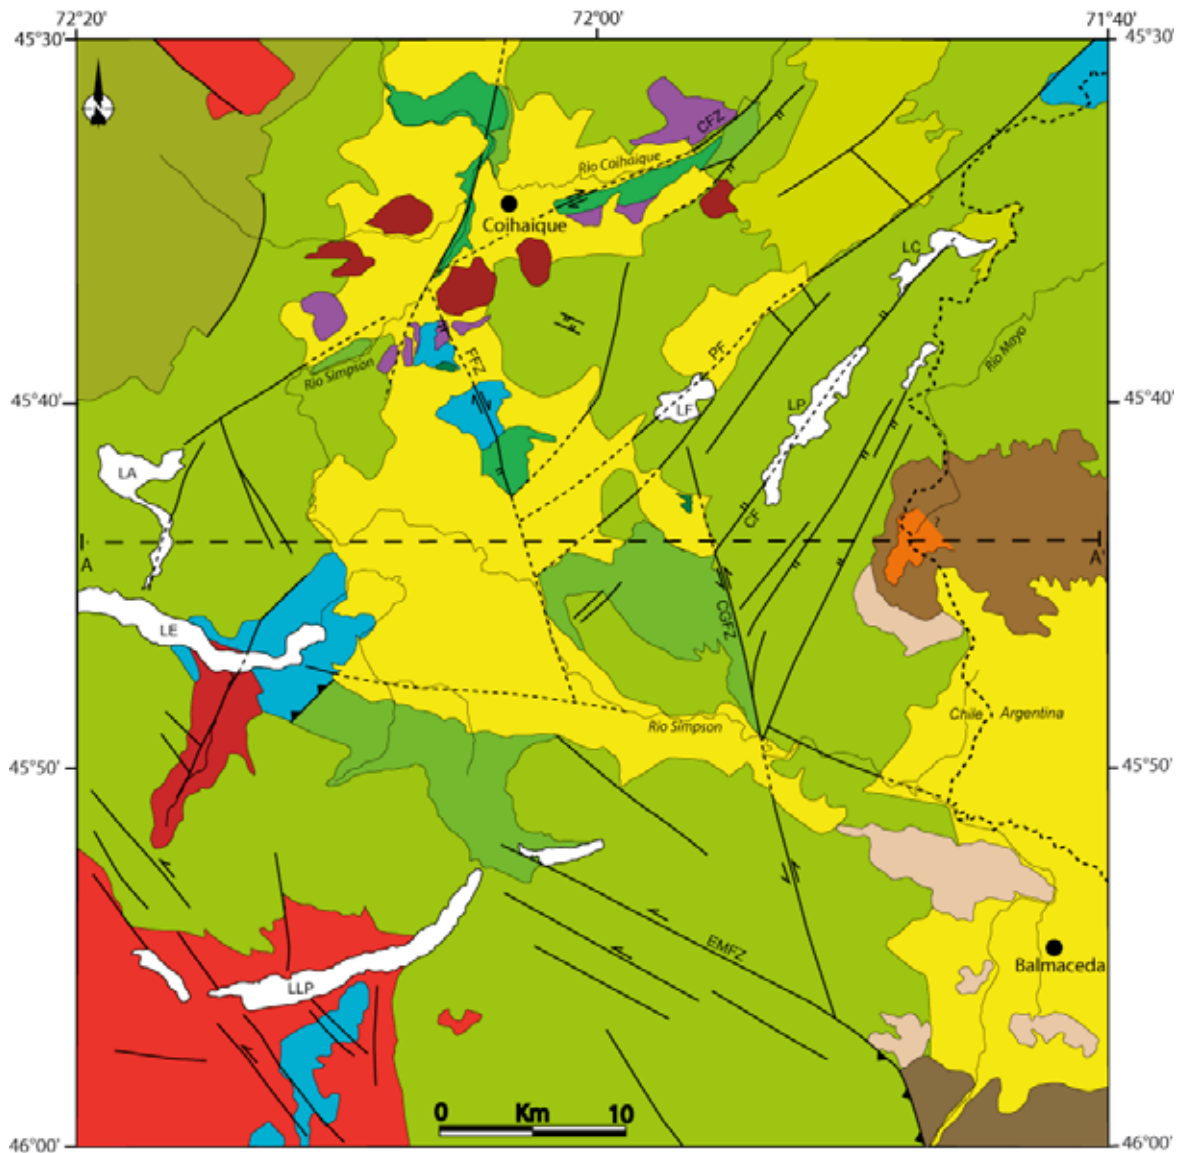 72°20' 72°00' 71°40'
45°30' 45°30'
CFZ
Rio Coihaique
Coihaique
LC
Rio Mayo
PF
FFZ
Rio Simpson
45°40' 45°40'
LF
LP
LA
CF
?
A A'
CGFZ
LE
Chile Argentina
Rio Simpson
45°50' 45°50'
EMFZ
Balmaceda
LLP
0 Km 10
46°00' 46°00'